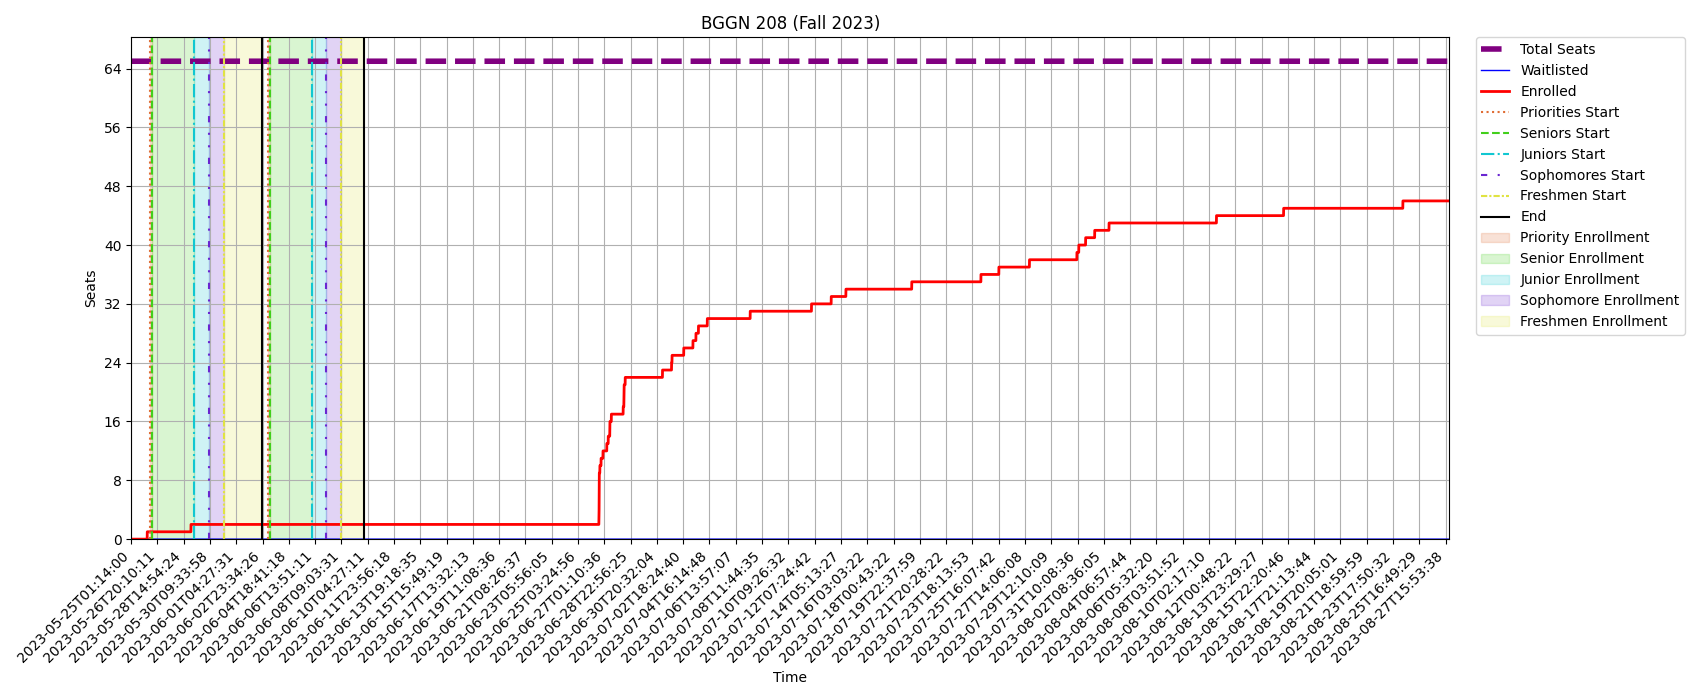 BGGN 208 (Fall 2023)
Seats
64
56
48
40
32
24
16
8
0
2023-05-25T01:14:00
2023-05-26T20:10:11
2023-05-28T14:54:24
2023-05-30T09:33:58
2023-06-01T04:27:31
2023-06-02T23:34:26
2023-06-04T18:41:19
2023-06-06T13:51:11
2023-06-08T09:03:31
2023-06-10T04:27:11
2023-06-11T23:56:18
2023-06-13T19:18:35
2023-06-15T15:49:19
2023-06-17T13:32:13
2023-06-19T11:08:36
2023-06-21T08:26:37
2023-06-23T05:56:05
2023-06-25T03:24:56
2023-06-27T01:10:36
2023-06-28T22:56:25
2023-06-30T20:32:04
2023-07-02T18:24:40
2023-07-04T16:14:48
2023-07-06T13:57:07
2023-07-08T11:44:35
2023-07-10T09:26:32
2023-07-12T07:24:42
2023-07-14T05:13:27
2023-07-16T03:03:22
2023-07-18T00:43:22
2023-07-19T22:37:59
2023-07-21T20:28:22
2023-07-23T18:13:53
2023-07-25T16:07:42
2023-07-27T14:06:08
2023-07-29T12:10:09
2023-07-31T10:08:36
2023-08-02T08:36:05
2023-08-04T06:57:44
2023-08-06T05:32:20
2023-08-08T03:51:52
2023-08-10T02:17:10
2023-08-12T00:48:22
2023-08-13T23:29:27
2023-08-15T22:20:46
2023-08-17T21:13:44
2023-08-19T20:05:01
2023-08-21T18:59:59
2023-08-23T17:50:32
2023-08-25T16:49:29
2023-08-27T15:53:38
Time
Total Seats
Waitlisted
Enrolled
Priorities Start
Seniors Start
Juniors Start
Sophomores Start
Freshmen Start
End
Priority Enrollment
Senior Enrollment
Junior Enrollment
Sophomore Enrollment
Freshmen Enrollment